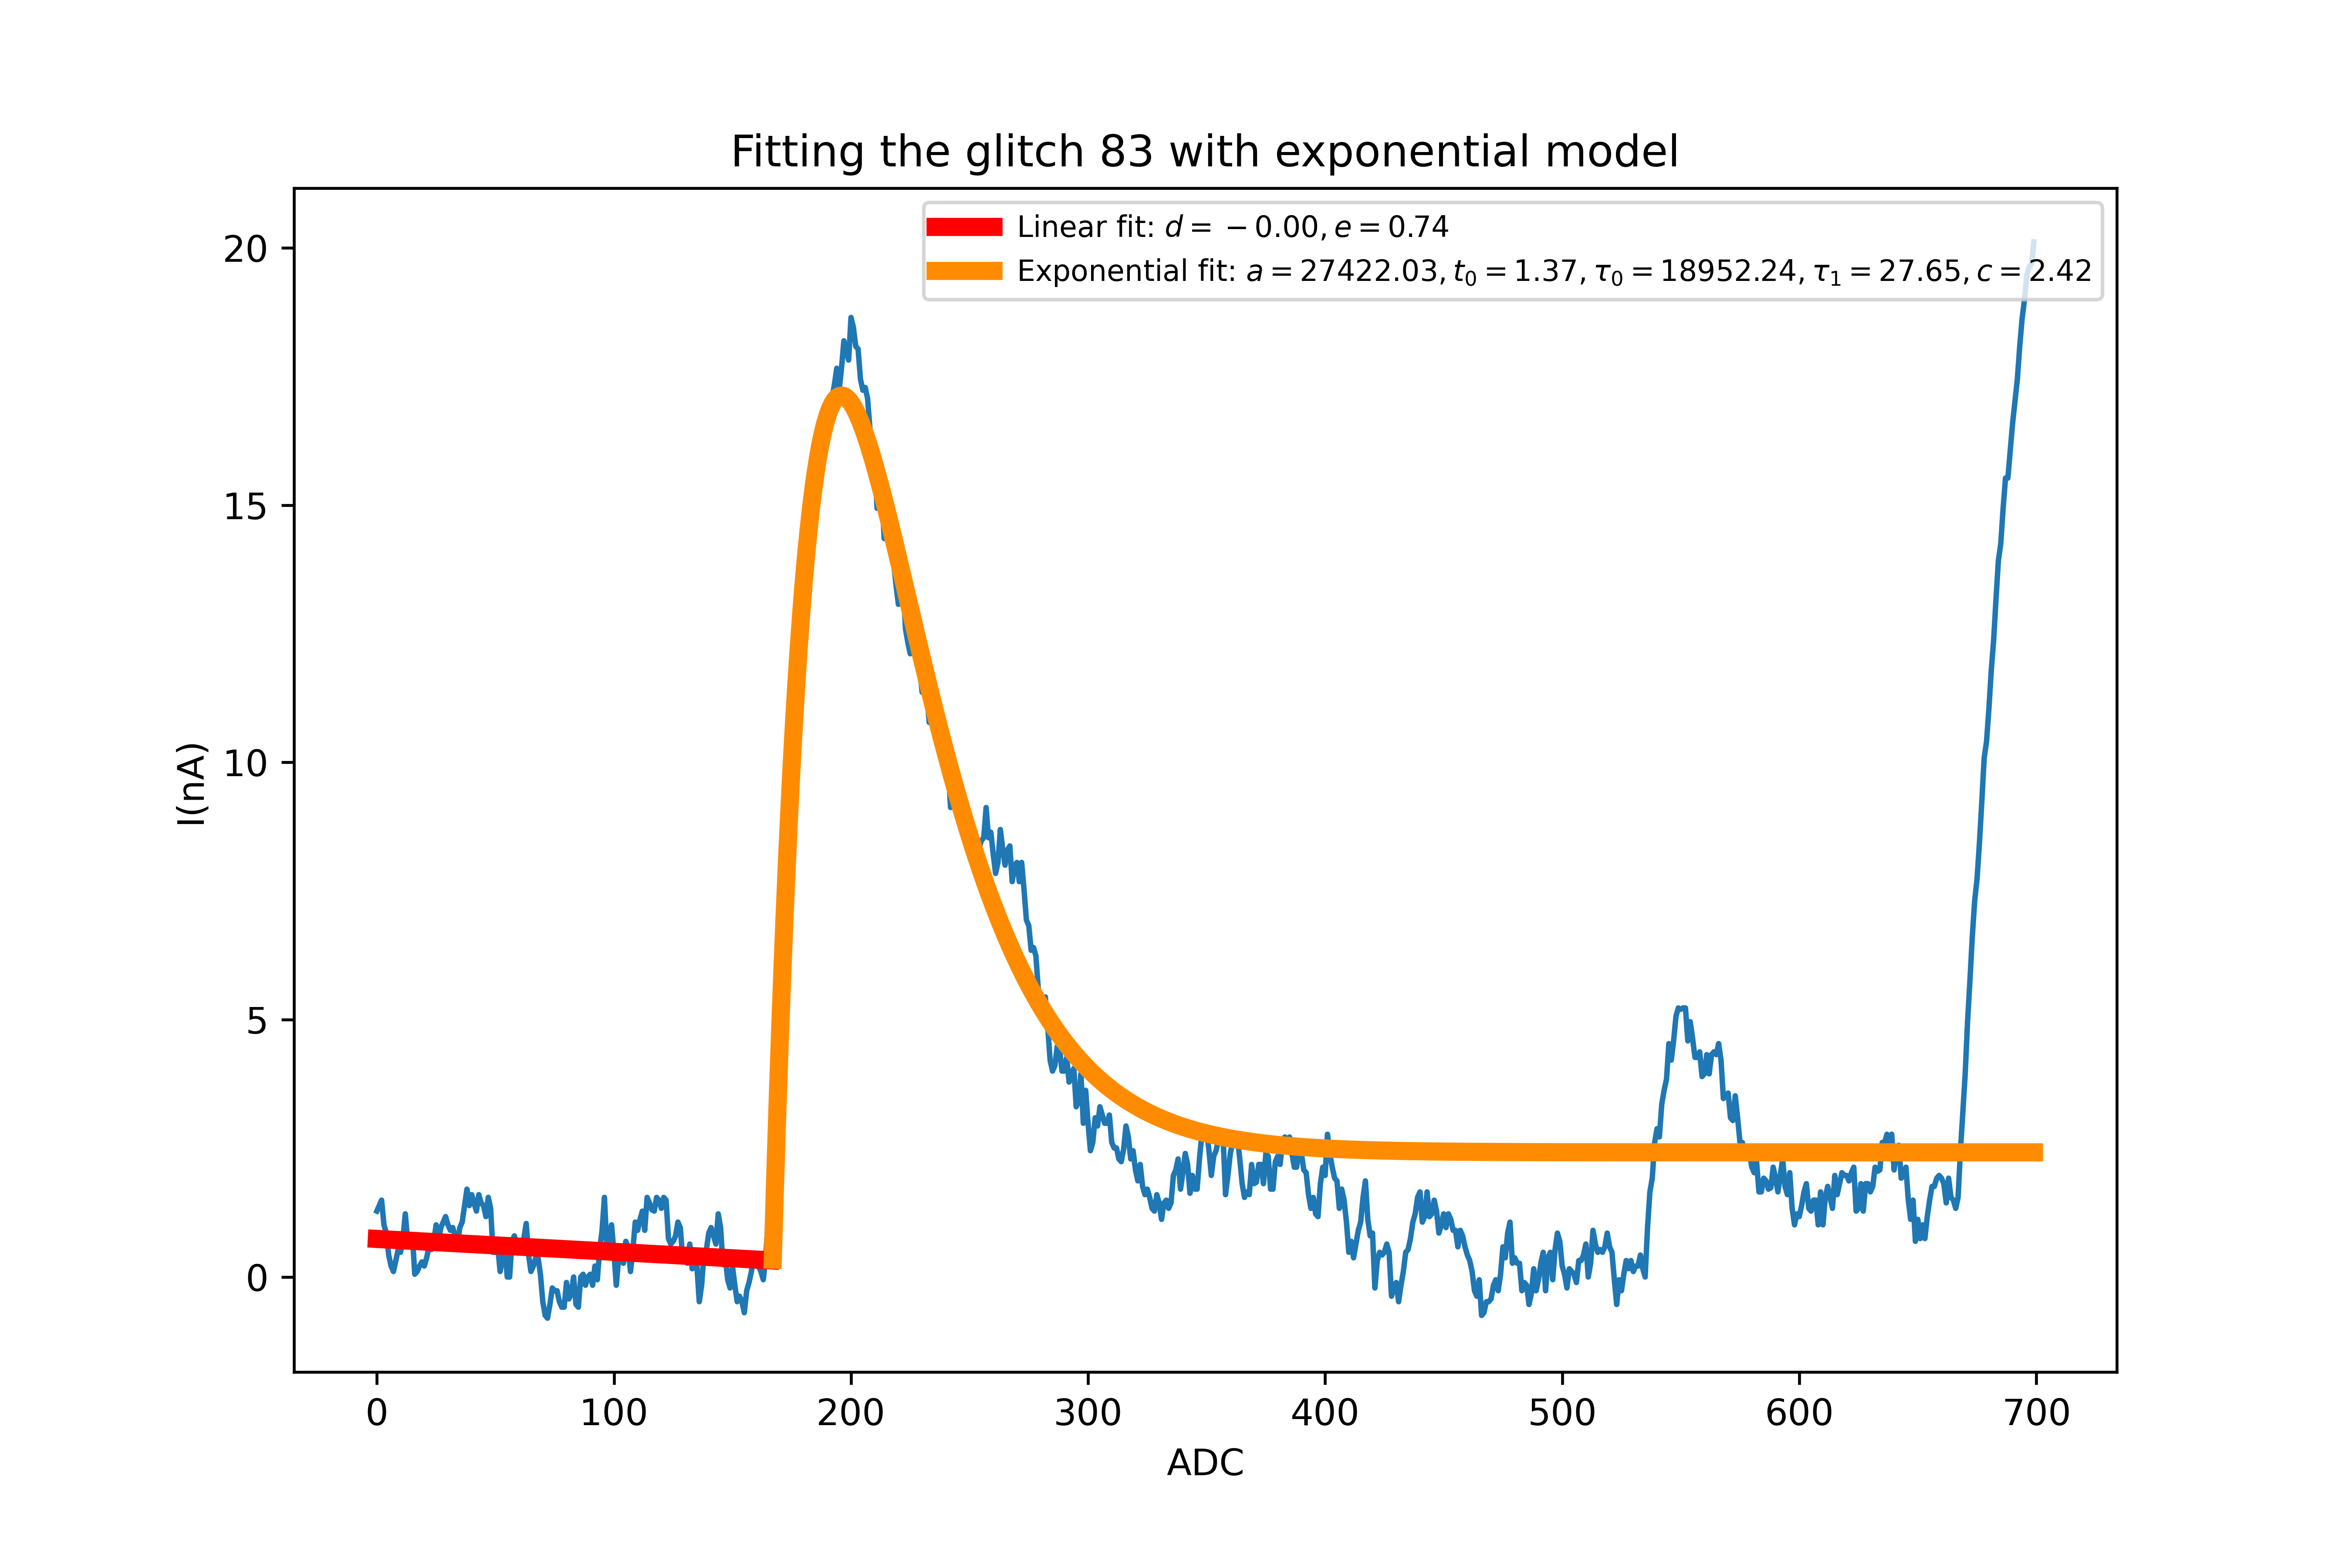 Fitting the glitch 83 with exponential model
Linear fit: d = −0.00, e = 0.74
Exponential fit: a = 27422.03, t₀ = 1.37, τ₀ = 18952.24, τ₁ = 27.65, c = 2.42
20
15
10
5
0
I(nA)
0 100 200 300 400 500 600 700
ADC